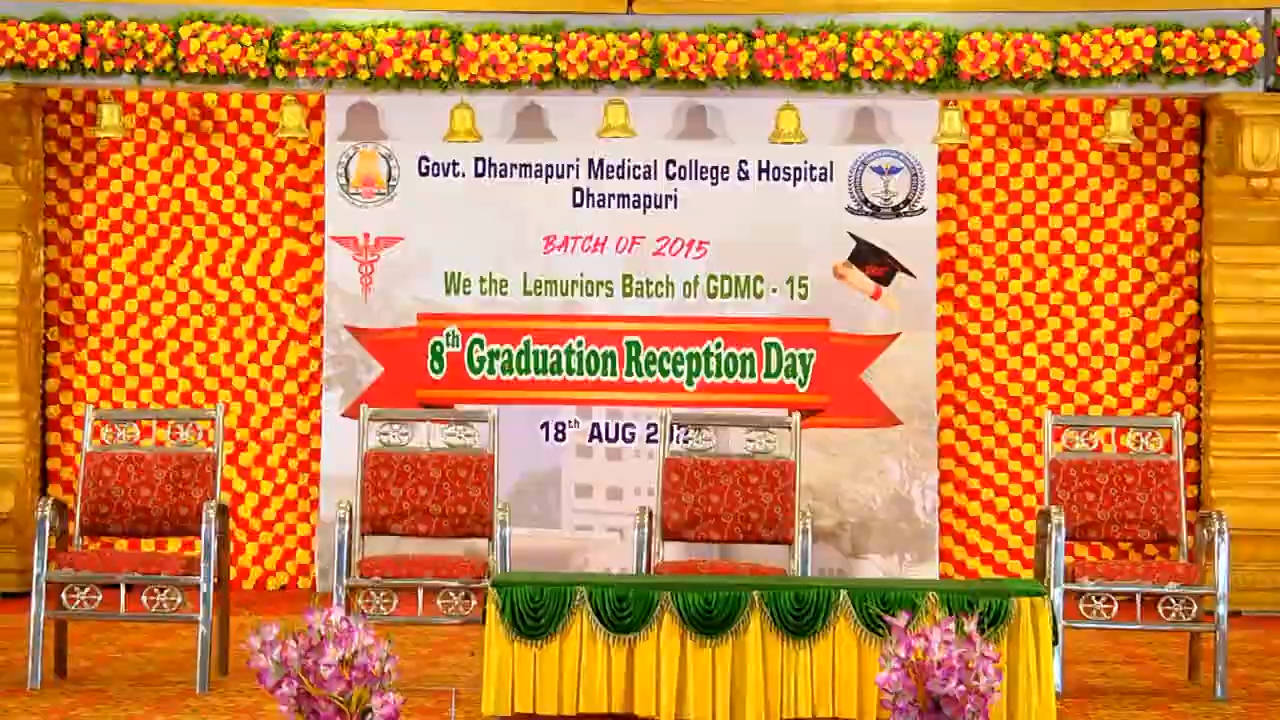 Govt. Dharmapuri Medical College & Hospital
Dharmapuri
BATCH OF 2015
We the Lemuriors Batch of GDMC - 15
8th Graduation Reception Day
18th AUG